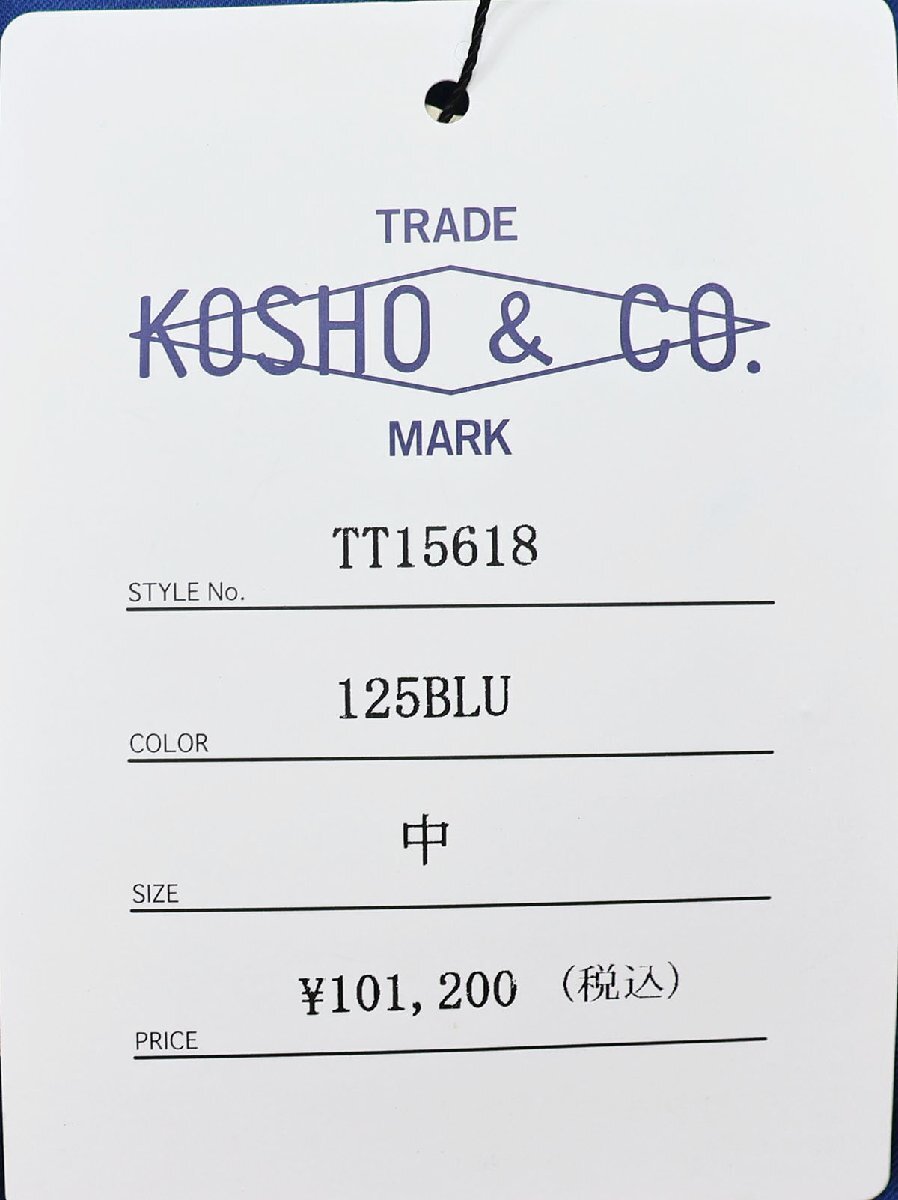 TRADE
KOSHO & CO.
MARK
TT15618
STYLE No.
125BLU
COLOR
中
SIZE
¥101,200 (税込)
PRICE